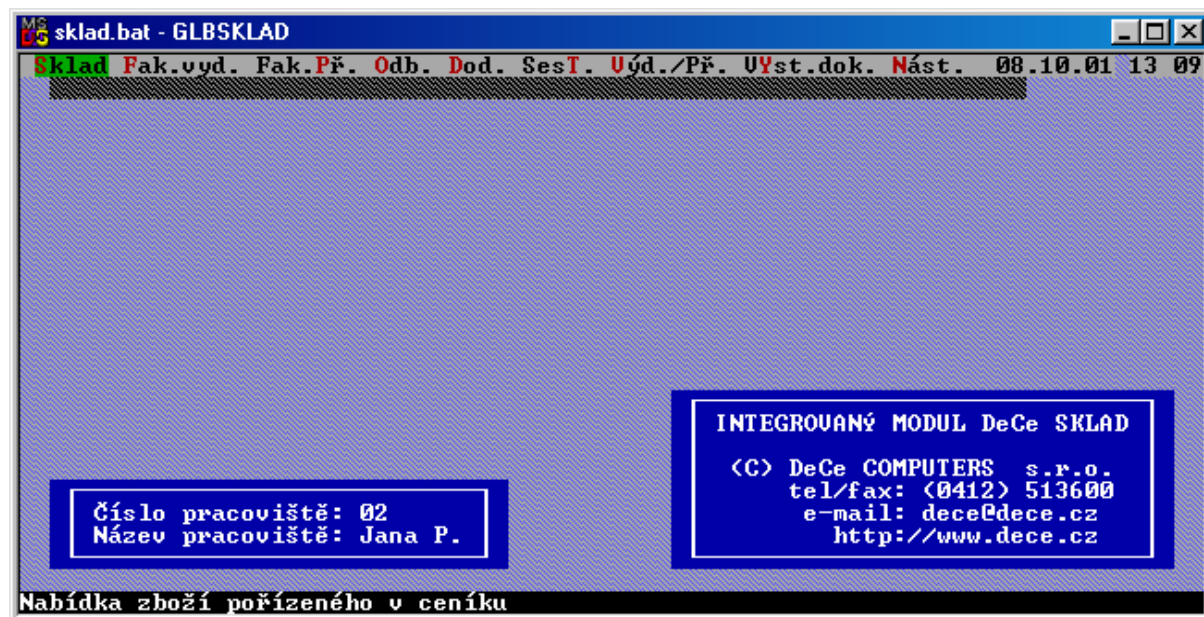 MS DOS sklad.bat - GLBSKLAD
Sklad Fak.vyd. Fak.Př. Odb. Dod. SesT. Výd./Př. VYst.dok. Nást. 08.10.01 13 09
INTEGROVANý MODUL DeCe SKLAD
(C) DeCe COMPUTERS s.r.o.
tel/fax: (0412) 513600
e-mail: dece@dece.cz
http://www.dece.cz
Číslo pracoviště: 02
Název pracoviště: Jana P.
Nabídka zboží pořízeného v ceníku